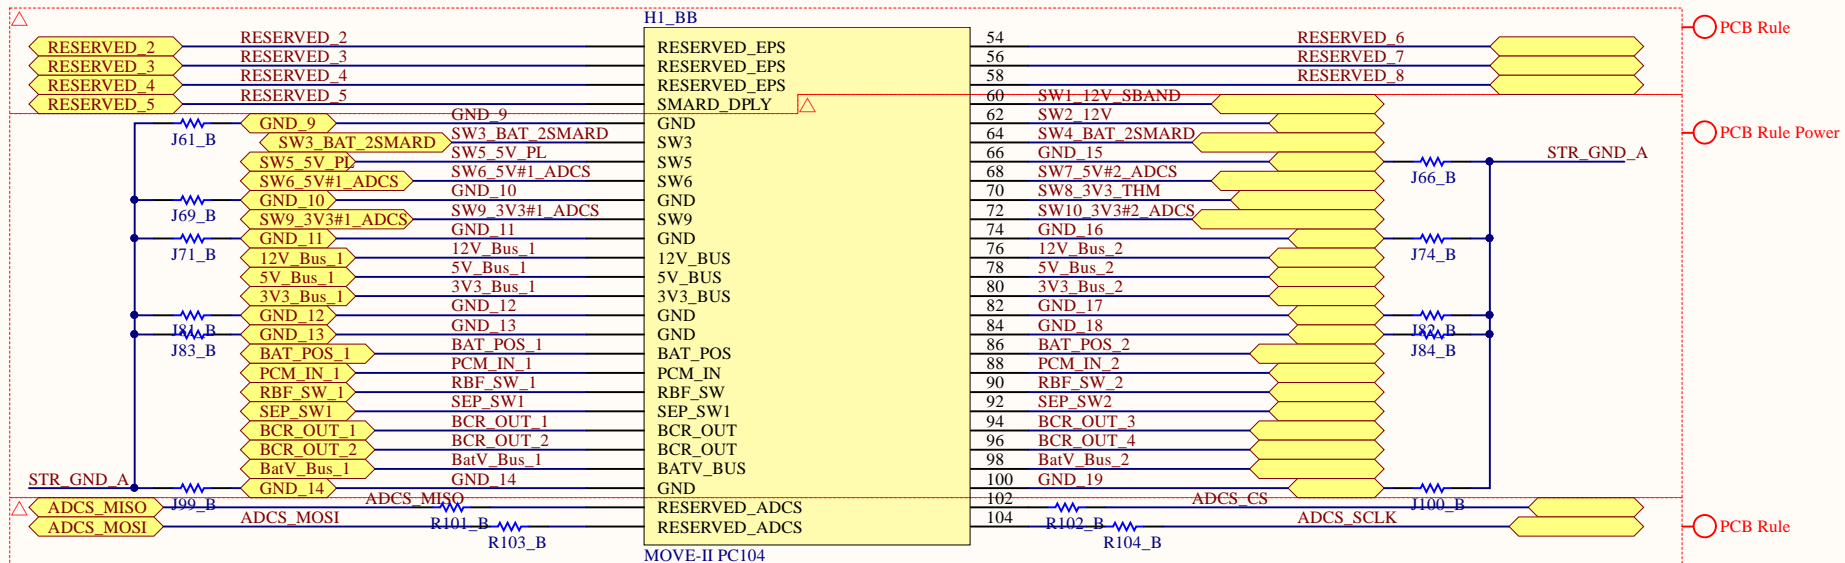 H1_BB
RESERVED_2 RESERVED_2 RESERVED_EPS 54 RESERVED_6 PCB Rule
RESERVED_3 RESERVED_3 RESERVED_EPS 56 RESERVED_7
RESERVED_4 RESERVED_4 RESERVED_EPS 58 RESERVED_8
RESERVED_5 RESERVED_5 SMARD_DPLY 60 SW1_12V_SBAND
J61_B GND_9 GND_9 GND 62 SW2_12V PCB Rule Power
SW3_BAT_2SMARD SW3_BAT_2SMARD SW3 64 SW4_BAT_2SMARD
SW5_5V_PL SW5_5V_PL SW5 66 GND_15 J66_B STR_GND_A
SW6_5V#1_ADCS SW6_5V#1_ADCS SW6 68 SW7_5V#2_ADCS
J69_B GND_10 GND_10 GND 70 SW8_3V3_THM
SW9_3V3#1_ADCS SW9_3V3#1_ADCS SW9 72 SW10_3V3#2_ADCS
J71_B GND_11 GND_11 GND 74 GND_16 J74_B
12V_Bus_1 12V_Bus_1 12V_BUS 76 12V_Bus_2
5V_Bus_1 5V_Bus_1 5V_BUS 78 5V_Bus_2
3V3_Bus_1 3V3_Bus_1 3V3_BUS 80 3V3_Bus_2
J81_B GND_12 GND_12 GND 82 GND_17 J82_B
J83_B GND_13 GND_13 GND 84 GND_18 J84_B
BAT_POS_1 BAT_POS_1 BAT_POS 86 BAT_POS_2
PCM_IN_1 PCM_IN_1 PCM_IN 88 PCM_IN_2
RBF_SW_1 RBF_SW_1 RBF_SW 90 RBF_SW_2
SEP_SW1 SEP_SW1 SEP_SW1 92 SEP_SW2
BCR_OUT_1 BCR_OUT_1 BCR_OUT 94 BCR_OUT_3
BCR_OUT_2 BCR_OUT_2 BCR_OUT 96 BCR_OUT_4
BatV_Bus_1 BatV_Bus_1 BATV_BUS 98 BatV_Bus_2
STR_GND_A J99_B GND_14 GND_14 GND 100 GND_19 J100_B
ADCS_MISO ADCS_MISO R101_B RESERVED_ADCS 102 R102_B ADCS_CS
ADCS_MOSI ADCS_MOSI R103_B RESERVED_ADCS 104 R104_B ADCS_SCLK PCB Rule
MOVE-II PC104